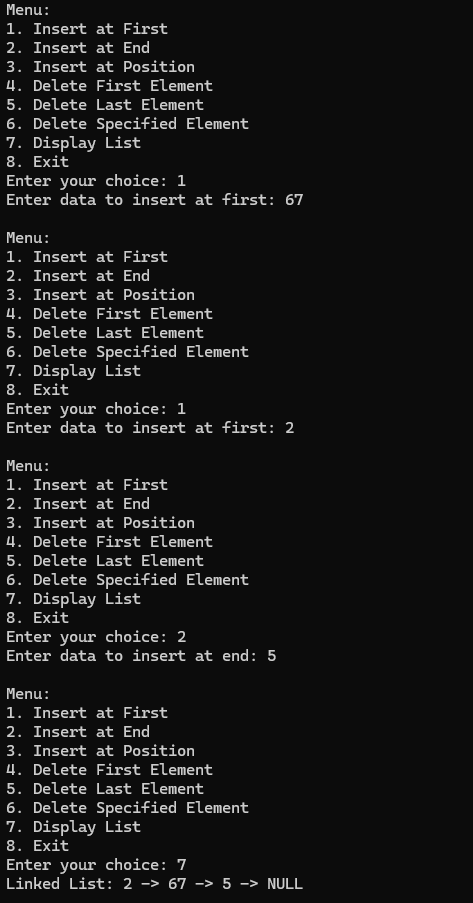 Menu:
1. Insert at First
2. Insert at End
3. Insert at Position
4. Delete First Element
5. Delete Last Element
6. Delete Specified Element
7. Display List
8. Exit
Enter your choice: 1
Enter data to insert at first: 67

Menu:
1. Insert at First
2. Insert at End
3. Insert at Position
4. Delete First Element
5. Delete Last Element
6. Delete Specified Element
7. Display List
8. Exit
Enter your choice: 1
Enter data to insert at first: 2

Menu:
1. Insert at First
2. Insert at End
3. Insert at Position
4. Delete First Element
5. Delete Last Element
6. Delete Specified Element
7. Display List
8. Exit
Enter your choice: 2
Enter data to insert at end: 5

Menu:
1. Insert at First
2. Insert at End
3. Insert at Position
4. Delete First Element
5. Delete Last Element
6. Delete Specified Element
7. Display List
8. Exit
Enter your choice: 7
Linked List: 2 -> 67 -> 5 -> NULL